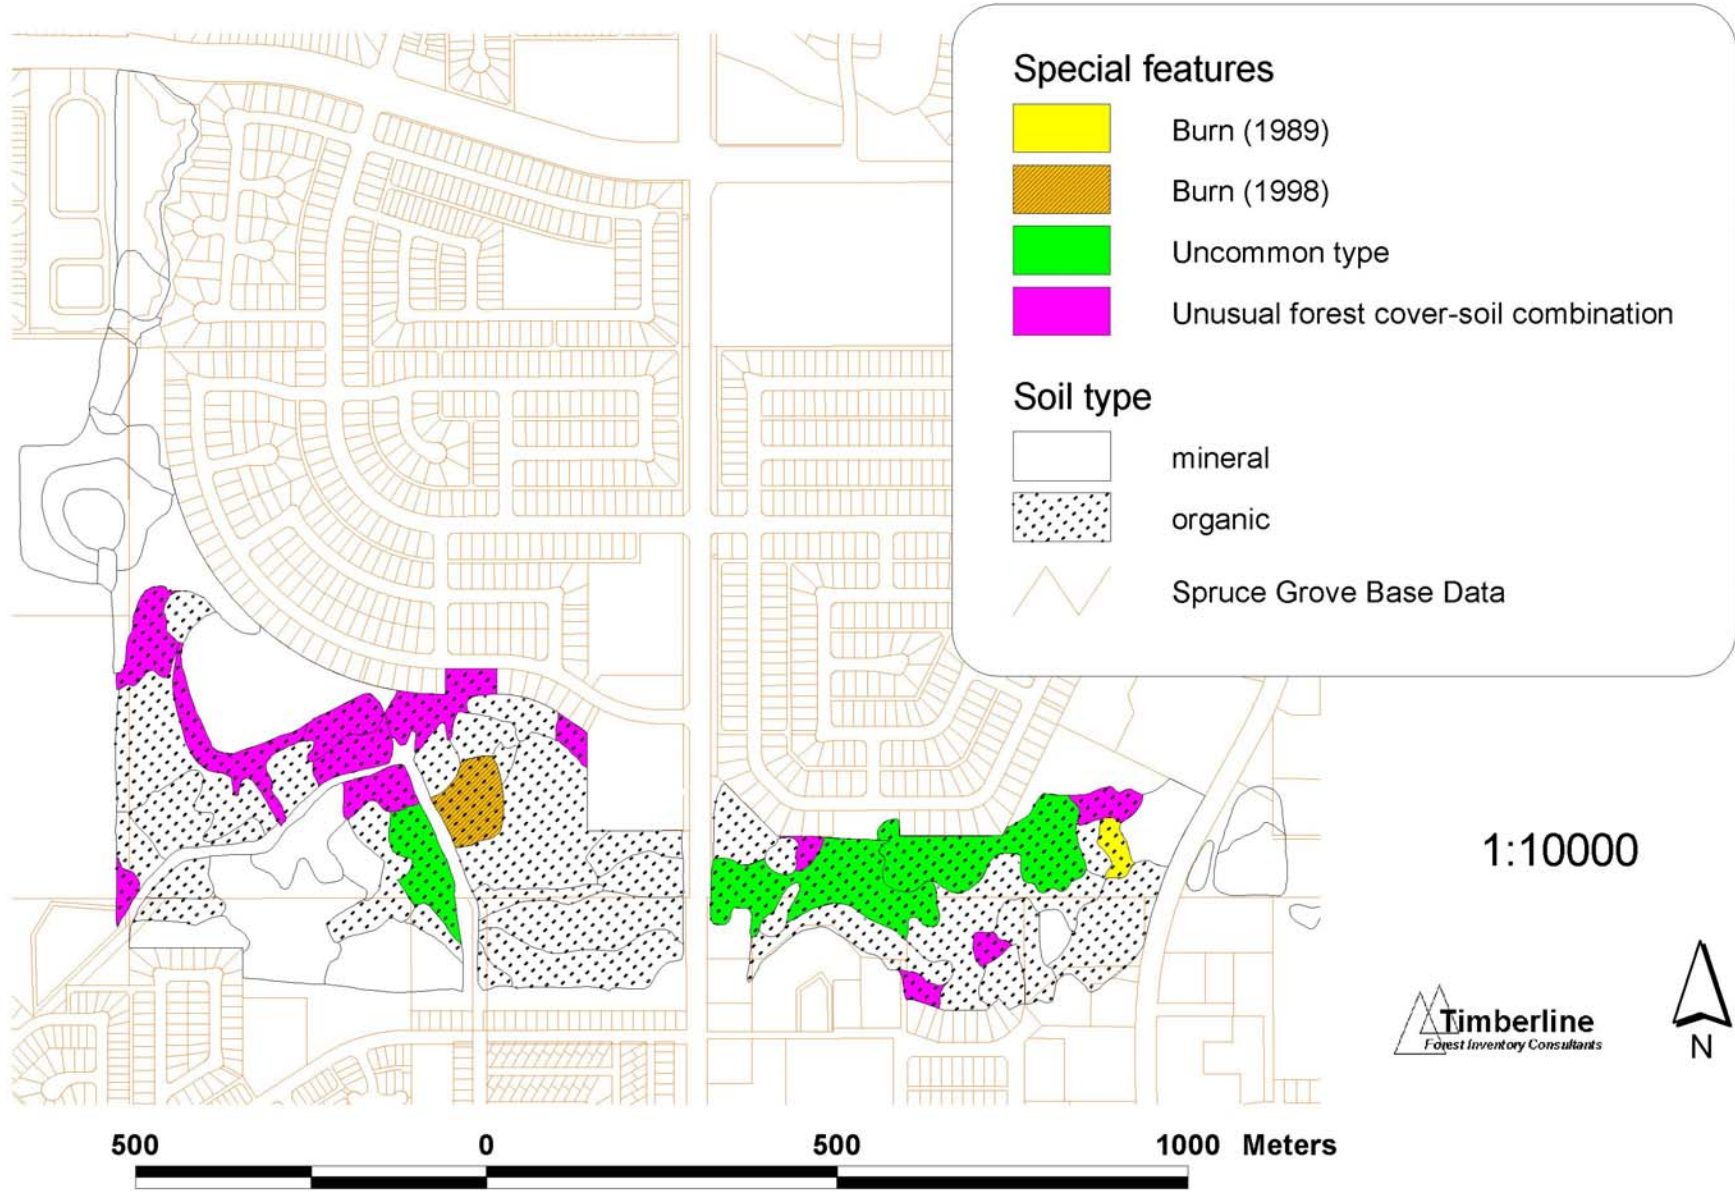 Special features
Burn (1989)
Burn (1998)
Uncommon type
Unusual forest cover-soil combination
Soil type
mineral
organic
Spruce Grove Base Data
1:10000
Timberline
Forest Inventory Consultants
N
500 0 500 1000 Meters